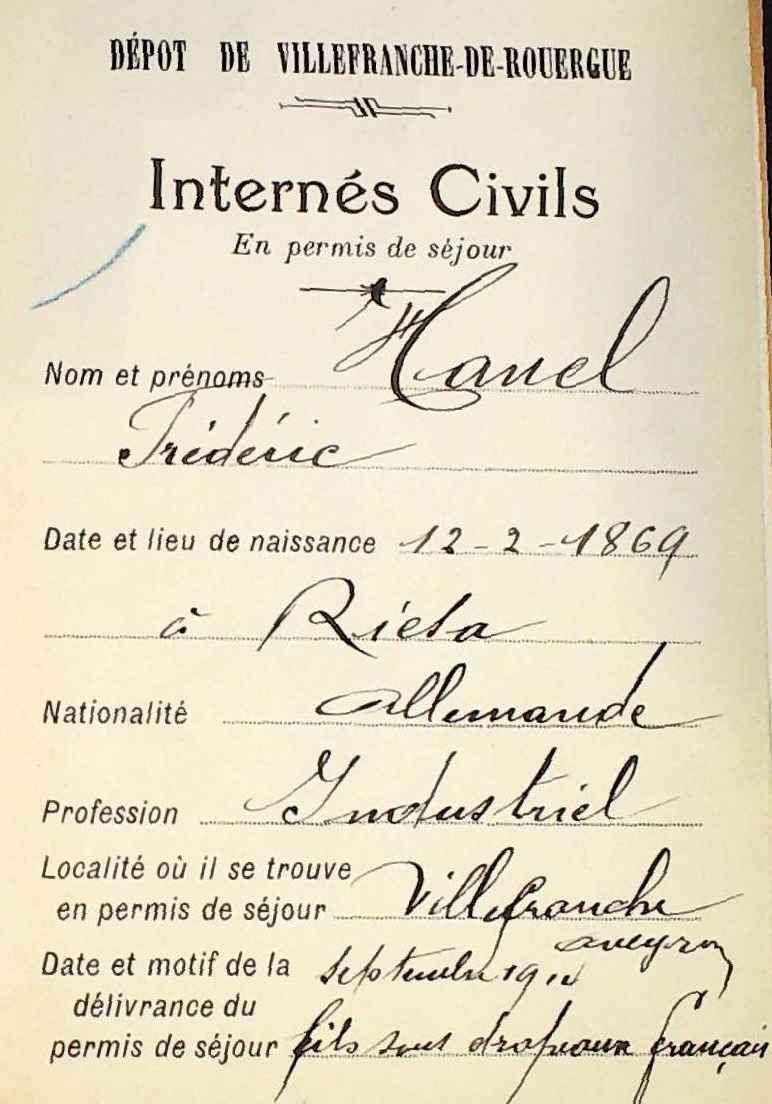 DÉPOT DE VILLEFRANCHE-DE-ROUERGUE
Internés Civils
En permis de séjour
Nom et prénoms Hanel
Frédéric
Date et lieu de naissance 12-2-1869
à Riesa
Nationalité allemande
Profession Industriel
Localité où il se trouve
en permis de séjour Villefranche
aveyron
Date et motif de la septembre
délivrance du
permis de séjour fils sous drapeaux français